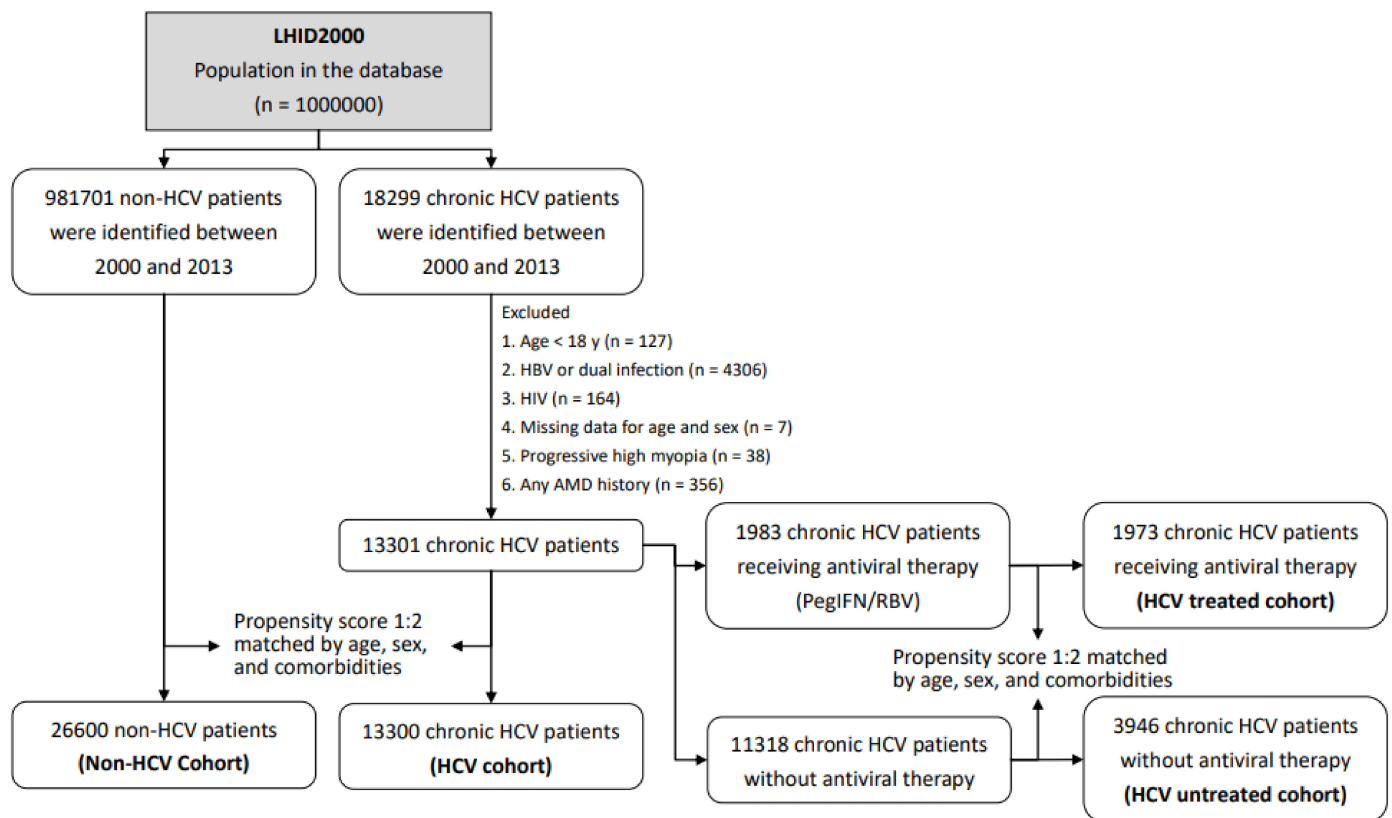 LHID2000
Population in the database
(n = 1000000)
981701 non-HCV patients
were identified between
2000 and 2013
18299 chronic HCV patients
were identified between
2000 and 2013
Excluded
1. Age < 18 y (n = 127)
2. HBV or dual infection (n = 4306)
3. HIV (n = 164)
4. Missing data for age and sex (n = 7)
5. Progressive high myopia (n = 38)
6. Any AMD history (n = 356)
13301 chronic HCV patients
1983 chronic HCV patients
receiving antiviral therapy
(PegIFN/RBV)
1973 chronic HCV patients
receiving antiviral therapy
(HCV treated cohort)
Propensity score 1:2
matched by age, sex,
and comorbidities
Propensity score 1:2 matched
by age, sex, and comorbidities
26600 non-HCV patients
(Non-HCV Cohort)
13300 chronic HCV patients
(HCV cohort)
11318 chronic HCV patients
without antiviral therapy
3946 chronic HCV patients
without antiviral therapy
(HCV untreated cohort)